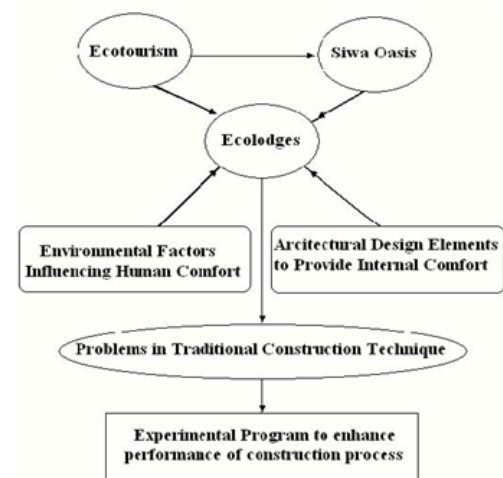 Ecotourism
Siwa Oasis
Ecolodges
Environmental Factors
Influencing Human Comfort
Arcitectural Design Elements
to Provide Internal Comfort
Problems in Traditional Construction Technique
Experimental Program to enhance
performance of construction process